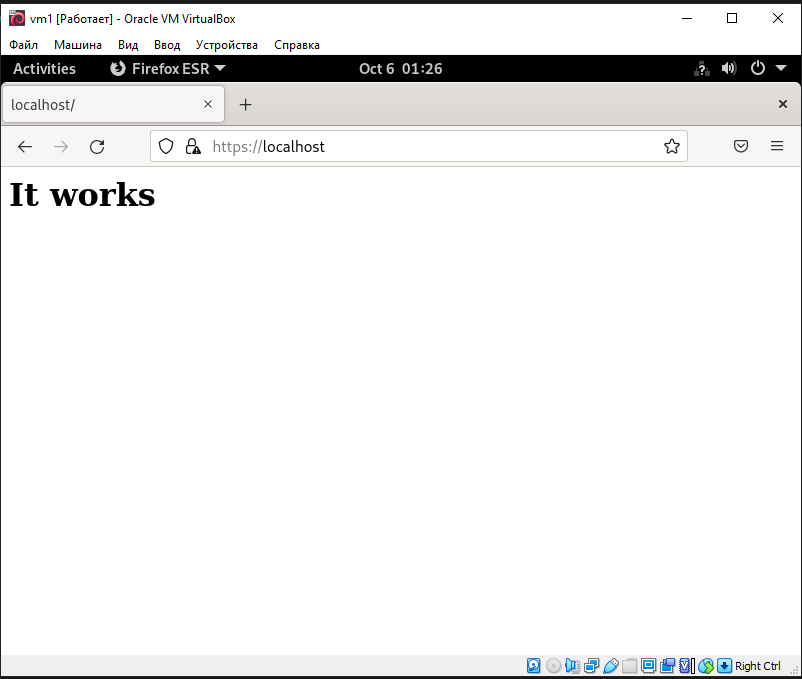 vm1 [Работает] - Oracle VM VirtualBox
Файл Машина Вид Ввод Устройства Справка
Activities Firefox ESR Oct 6 01:26
localhost/
https://localhost
It works
Right Ctrl